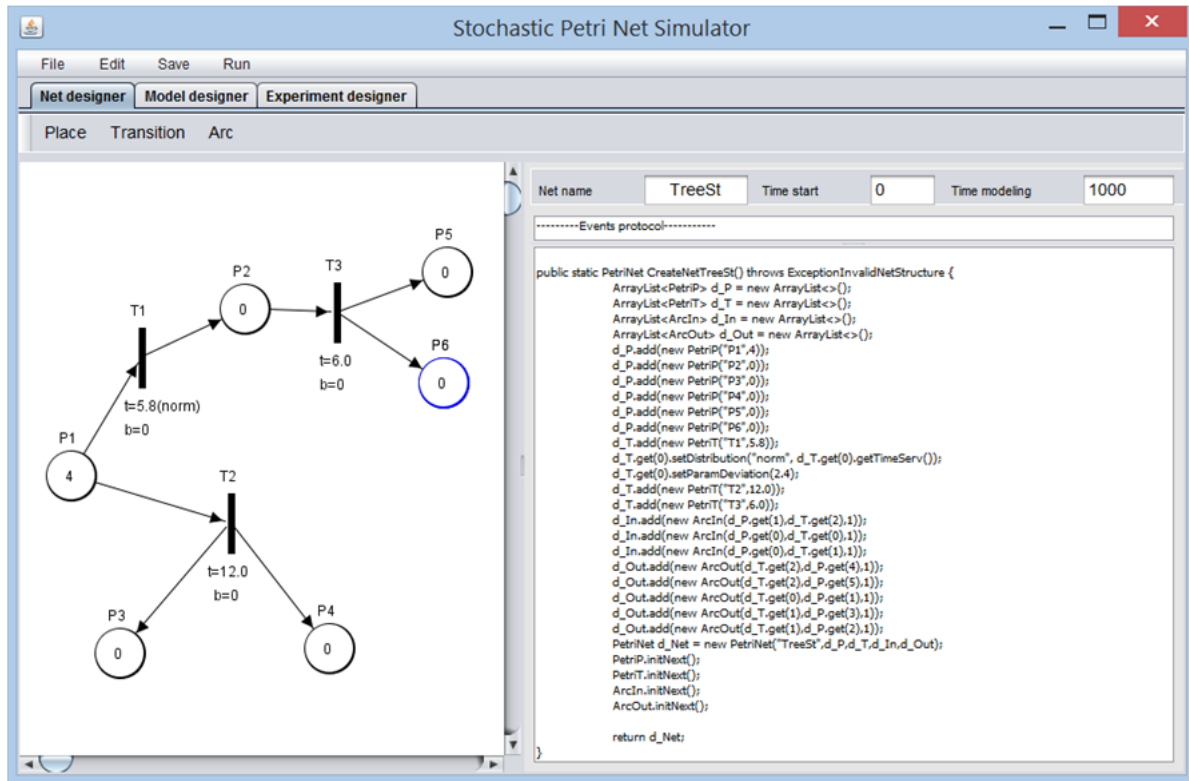 Stochastic Petri Net Simulator
File Edit Save Run
Net designer Model designer Experiment designer
Place Transition Arc
P5
0
T3
P2
0
T1
t=6.0
b=0
P6
0
t=5.8(norm)
b=0
P1
4
T2
t=12.0
b=0
P3
0
P4
0
Net name TreeSt Time start 0 Time modeling 1000
---------Events protocol-----------
public static PetriNet CreateNetTreeSt() throws ExceptionInvalidNetStructure {
ArrayList<PetriP> d_P = new ArrayList<>();
ArrayList<PetriT> d_T = new ArrayList<>();
ArrayList<ArcIn> d_In = new ArrayList<>();
ArrayList<ArcOut> d_Out = new ArrayList<>();
d_P.add(new PetriP("P1",4));
d_P.add(new PetriP("P2",0));
d_P.add(new PetriP("P3",0));
d_P.add(new PetriP("P4",0));
d_P.add(new PetriP("P5",0));
d_P.add(new PetriP("P6",0));
d_T.add(new PetriT("T1",5.8));
d_T.get(0).setDistribution("norm", d_T.get(0).getTimeServ());
d_T.get(0).setParamDeviation(2.4);
d_T.add(new PetriT("T2",12.0));
d_T.add(new PetriT("T3",6.0));
d_In.add(new ArcIn(d_P.get(1),d_T.get(2),1));
d_In.add(new ArcIn(d_P.get(0),d_T.get(0),1));
d_In.add(new ArcIn(d_P.get(0),d_T.get(1),1));
d_Out.add(new ArcOut(d_T.get(2),d_P.get(4),1));
d_Out.add(new ArcOut(d_T.get(2),d_P.get(5),1));
d_Out.add(new ArcOut(d_T.get(0),d_P.get(1),1));
d_Out.add(new ArcOut(d_T.get(1),d_P.get(3),1));
d_Out.add(new ArcOut(d_T.get(1),d_P.get(2),1));
PetriNet d_Net = new PetriNet("TreeSt",d_P,d_T,d_In,d_Out);
PetriP.initNext();
PetriT.initNext();
ArcIn.initNext();
ArcOut.initNext();
return d_Net;
}